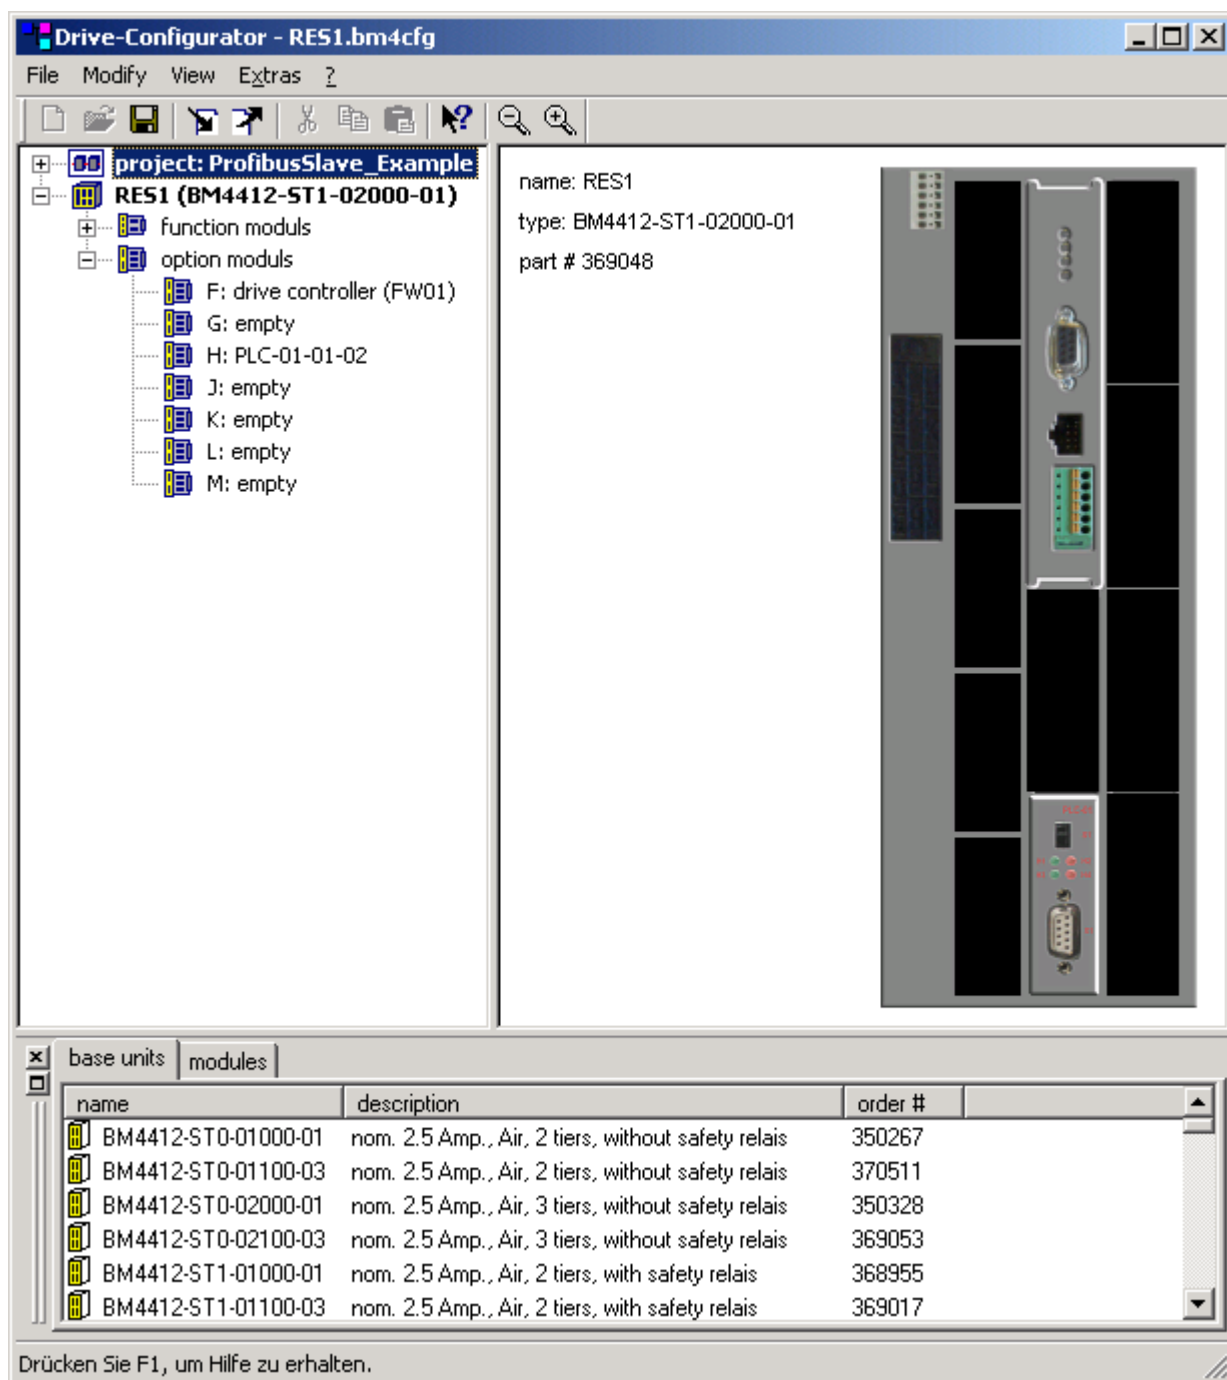 Drive-Configurator - RES1.bm4cfg
File Modify View Extras ?
project: ProfibusSlave_Example
RES1 (BM4412-ST1-02000-01)
function moduls
option moduls
F: drive controller (FW01)
G: empty
H: PLC-01-01-02
J: empty
K: empty
L: empty
M: empty
name: RES1
type: BM4412-ST1-02000-01
part # 369048
base units modules
name description order #
BM4412-ST0-01000-01 nom. 2.5 Amp., Air, 2 tiers, without safety relais 350267
BM4412-ST0-01100-03 nom. 2.5 Amp., Air, 2 tiers, without safety relais 370511
BM4412-ST0-02000-01 nom. 2.5 Amp., Air, 3 tiers, without safety relais 350328
BM4412-ST0-02100-03 nom. 2.5 Amp., Air, 3 tiers, without safety relais 369053
BM4412-ST1-01000-01 nom. 2.5 Amp., Air, 2 tiers, with safety relais 368955
BM4412-ST1-01100-03 nom. 2.5 Amp., Air, 2 tiers, with safety relais 369017
Drücken Sie F1, um Hilfe zu erhalten.